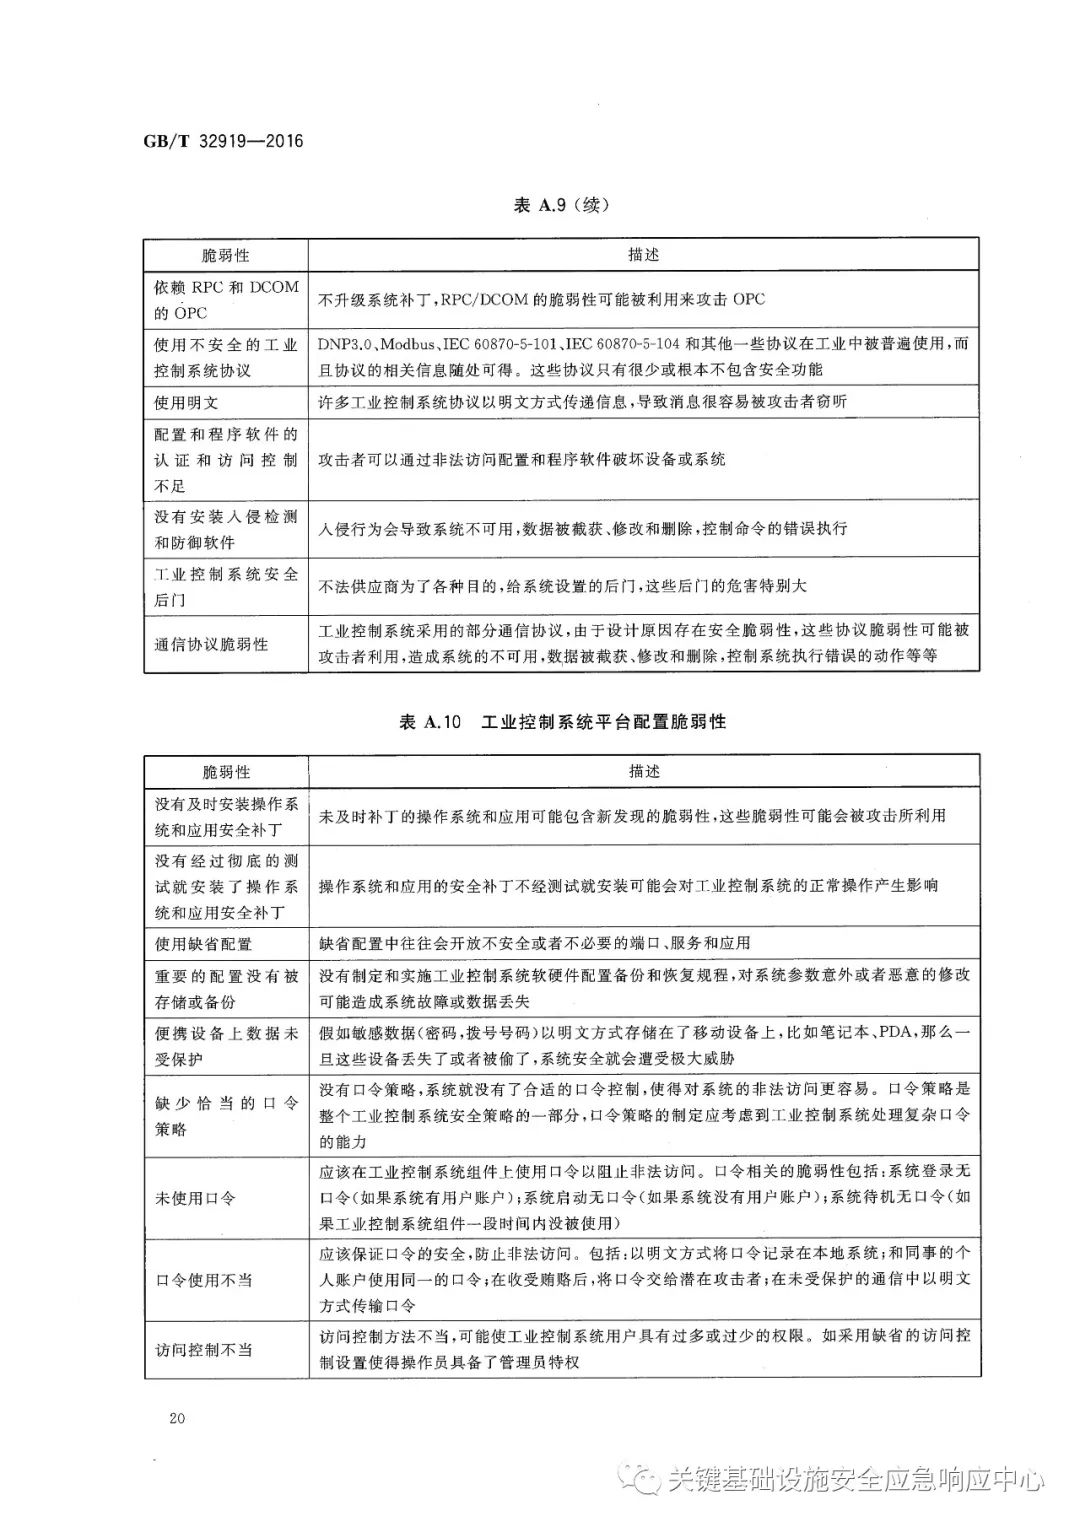 GB/T 32919—2016
表 A.9（续）
脆弱性
描述
依赖 RPC 和 DCOM
的 OPC
不升级系统补丁,RPC/DCOM 的脆弱性可能被利用来攻击 OPC
使用不安全的工业
控制系统协议
DNP3.0、Modbus、IEC 60870-5-101、IEC 60870-5-104 和其他一些协议在工业中被普遍使用,而
且协议的相关信息随处可得。这些协议只有很少或根本不包含安全功能
使用明文
许多工业控制系统协议以明文方式传递信息,导致消息很容易被攻击者窃听
配置和程序软件的
认证和访问控制
不足
攻击者可以通过非法访问配置和程序软件破坏设备或系统
没有安装入侵检测
和防御软件
入侵行为会导致系统不可用,数据被截获、修改和删除,控制命令的错误执行
工业控制系统安全
后门
不法供应商为了各种目的,给系统设置的后门,这些后门的危害特别大
通信协议脆弱性
工业控制系统采用的部分通信协议,由于设计原因存在安全脆弱性,这些协议脆弱性可能被
攻击者利用,造成系统的不可用,数据被截获、修改和删除,控制系统执行错误的动作等等
表 A.10 工业控制系统平台配置脆弱性
脆弱性
描述
没有及时安装操作系
统和应用安全补丁
未及时补丁的操作系统和应用可能包含新发现的脆弱性,这些脆弱性可能会被攻击所利用
没有经过彻底的测
试就安装了操作系
统和应用安全补丁
操作系统和应用的安全补丁不经测试就安装可能会对工业控制系统的正常操作产生影响
使用缺省配置
缺省配置中往往会开放不安全或者不必要的端口、服务和应用
重要的配置没有被
存储或备份
没有制定和实施工业控制系统软硬件配置备份和恢复规程,对系统参数意外或者恶意的修改
可能造成系统故障或数据丢失
便携设备上数据未
受保护
假如敏感数据(密码,拨号号码)以明文方式存储在了移动设备上,比如笔记本、PDA,那么一
旦这些设备丢失了或者被偷了,系统安全就会遭受极大威胁
缺少恰当的口令
策略
没有口令策略,系统就没有了合适的口令控制,使得对系统的非法访问更容易。口令策略是
整个工业控制系统安全策略的一部分,口令策略的制定应考虑到工业控制系统处理复杂口令
的能力
未使用口令
应该在工业控制系统组件上使用口令以阻止非法访问。口令相关的脆弱性包括:系统登录无
口令(如果系统有用户账户);系统启动无口令(如果系统没有用户账户);系统待机无口令(如
果工业控制系统组件一段时间内没被使用)
口令使用不当
应该保证口令的安全,防止非法访问。包括:以明文方式将口令记录在本地系统;和同事的个
人账户使用同一的口令;在收受贿赂后,将口令交给潜在攻击者;在未受保护的通信中以明文
方式传输口令
访问控制不当
访问控制方法不当,可能使工业控制系统用户具有过多或过少的权限。如采用缺省的访问控
制设置使得操作员具备了管理员特权
20
关键基础设施安全应急响应中心